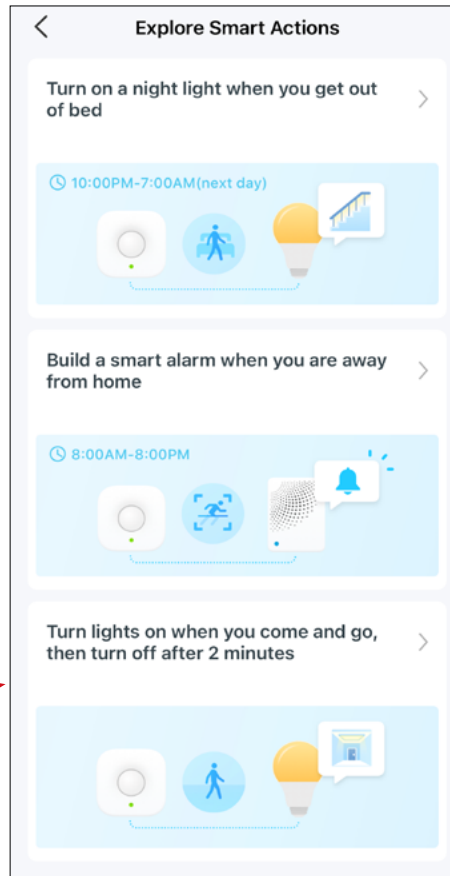 Explore Smart Actions
Turn on a night light when you get out
of bed
10:00PM-7:00AM(next day)
Build a smart alarm when you are away
from home
8:00AM-8:00PM
Turn lights on when you come and go,
then turn off after 2 minutes